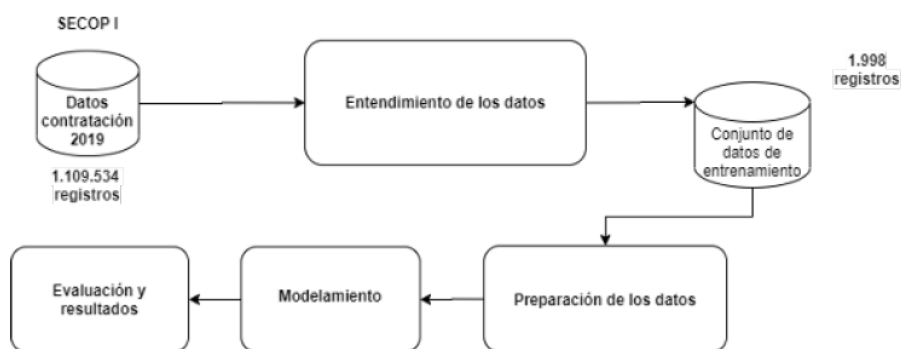 SECOP I
Datos
contratación
2019
1.109.534
registros
Entendimiento de los datos
1.998
registros
Conjunto de
datos de
entrenamiento
Preparación de los datos
Modelamiento
Evaluación y
resultados